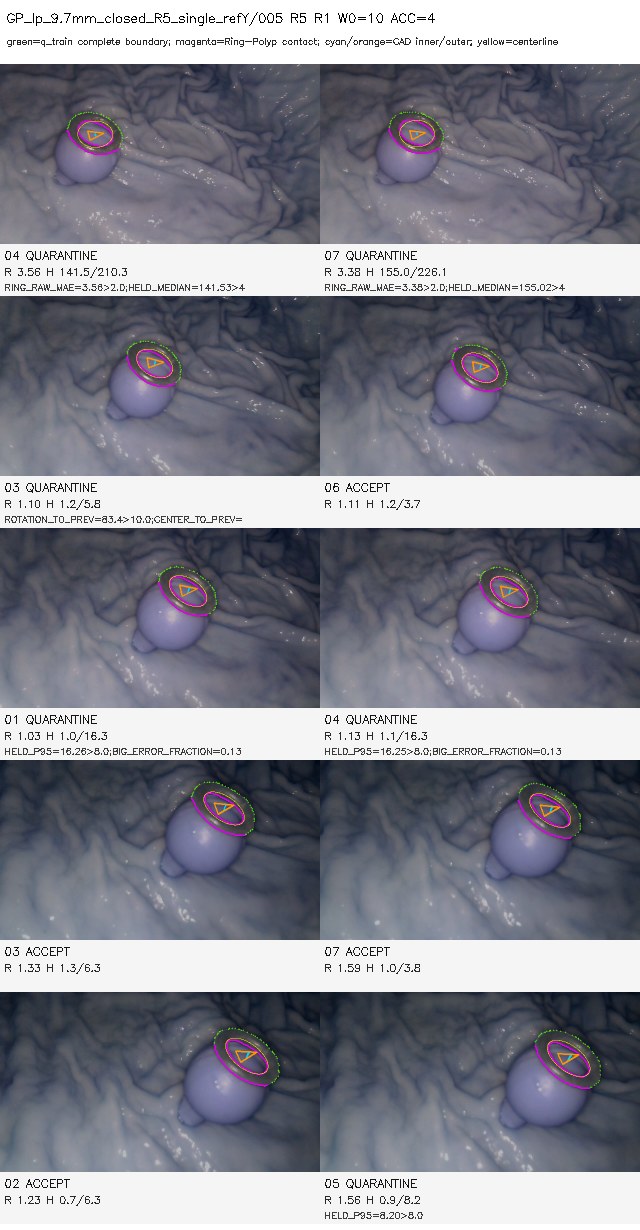 GP_lp_9.7mm_closed_R5_single_refY/005 R5 R1 W0=10 ACC=4
green=q_train complete boundary; magenta=Ring-Polyp contact; cyan/orange=CAD inner/outer; yellow=centerline
04 QUARANTINE
R 3.56 H 141.5/210.3
RING_RAW_MAE=3.56>2.0;HELD_MEDIAN=141.53>4
07 QUARANTINE
R 3.38 H 155.0/226.1
RING_RAW_MAE=3.38>2.0;HELD_MEDIAN=155.02>4
03 QUARANTINE
R 1.10 H 1.2/5.8
ROTATION_TO_PREV=83.4>10.0;CENTER_TO_PREV=
06 ACCEPT
R 1.11 H 1.2/3.7
01 QUARANTINE
R 1.03 H 1.0/16.3
HELD_P95=16.26>8.0;BIG_ERROR_FRACTION=0.13
04 QUARANTINE
R 1.13 H 1.1/16.3
HELD_P95=16.25>8.0;BIG_ERROR_FRACTION=0.13
03 ACCEPT
R 1.33 H 1.3/6.3
07 ACCEPT
R 1.59 H 1.0/3.8
02 ACCEPT
R 1.23 H 0.7/6.3
05 QUARANTINE
R 1.56 H 0.9/8.2
HELD_P95=8.20>8.0